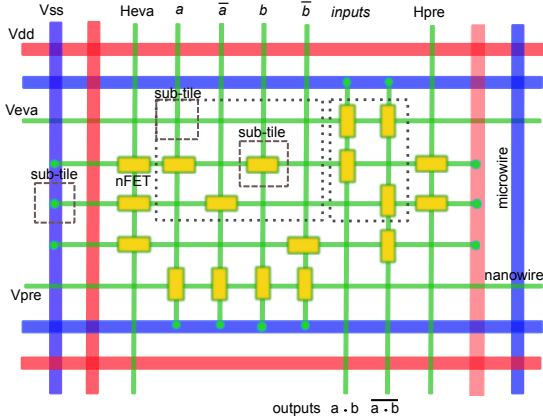 Vss Heva a a̅ b b̅ inputs Hpre
Vdd
sub-tile
Veva
sub-tile
sub-tile
nFET
microwire
nanowire
Vpre
outputs a · b a̅ ·̅ b̅